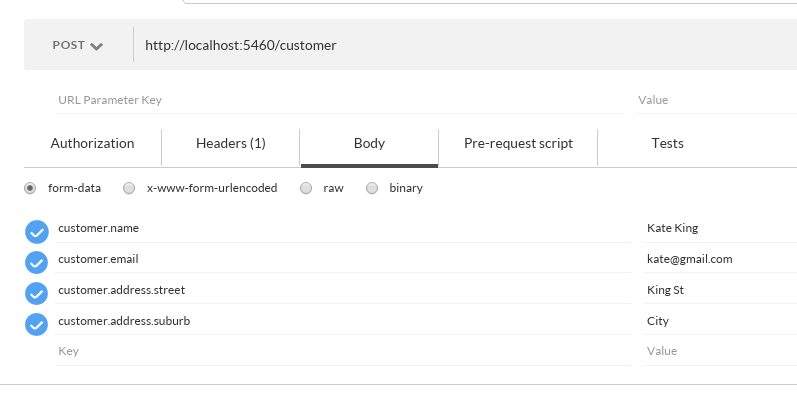 POST http://localhost:5460/customer
URL Parameter Key Value
Authorization Headers (1) Body Pre-request script Tests
form-data x-www-form-urlencoded raw binary
customer.name Kate King
customer.email kate@gmail.com
customer.address.street King St
customer.address.suburb City
Key Value